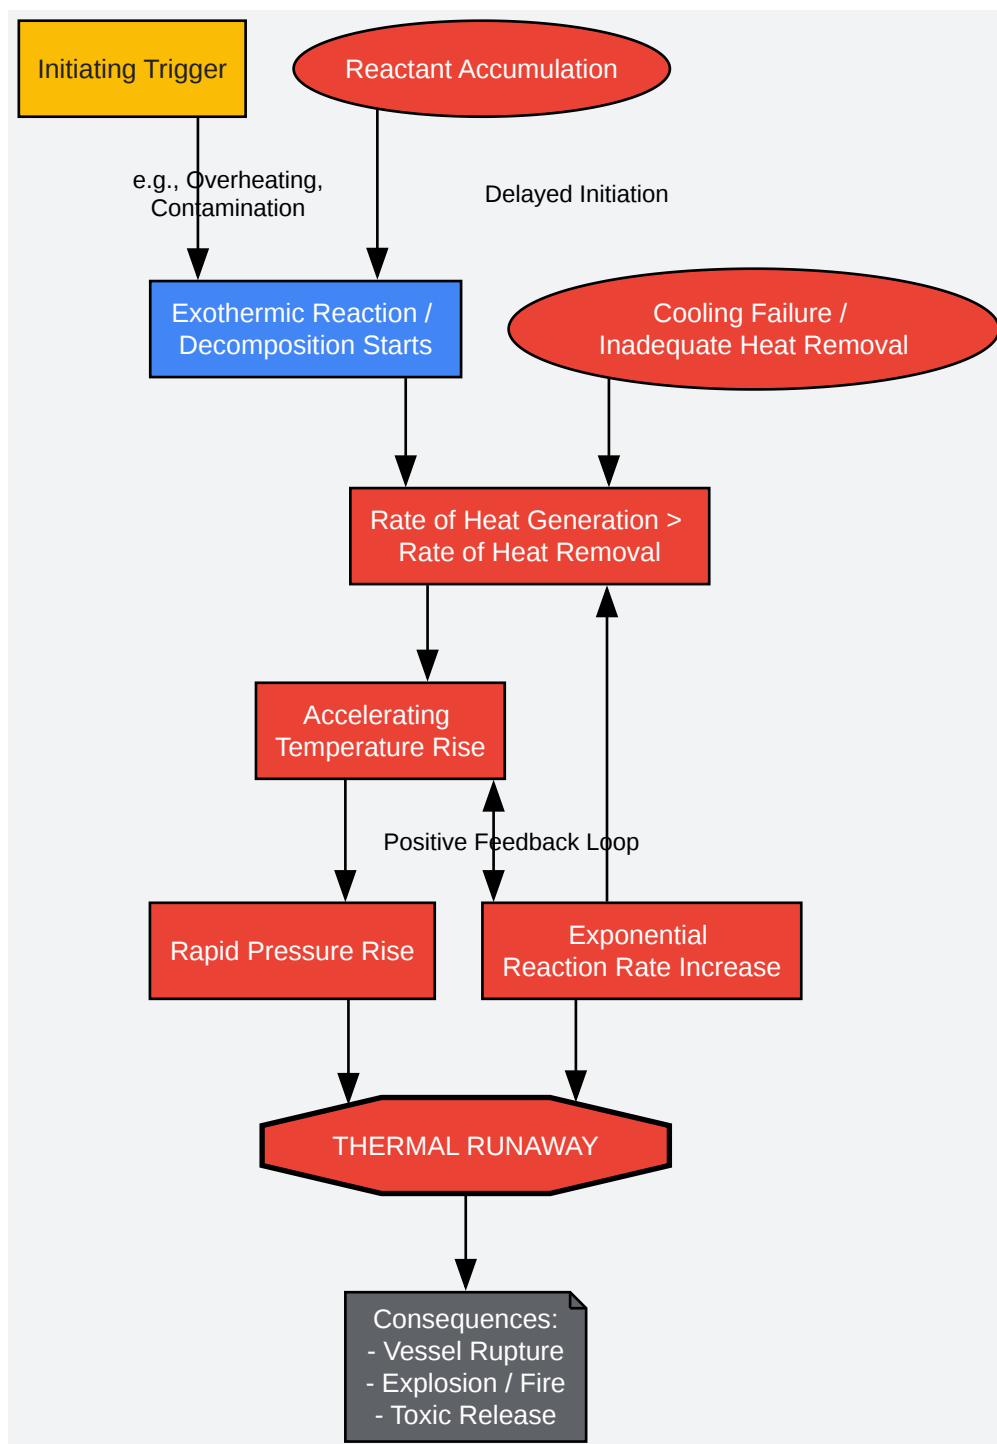 Initiating Trigger
Reactant Accumulation
e.g., Overheating,
Contamination
Delayed Initiation
Exothermic Reaction /
Decomposition Starts
Cooling Failure /
Inadequate Heat Removal
Rate of Heat Generation >
Rate of Heat Removal
Accelerating
Temperature Rise
Positive Feedback Loop
Rapid Pressure Rise
Exponential
Reaction Rate Increase
THERMAL RUNAWAY
Consequences:
- Vessel Rupture
- Explosion / Fire
- Toxic Release